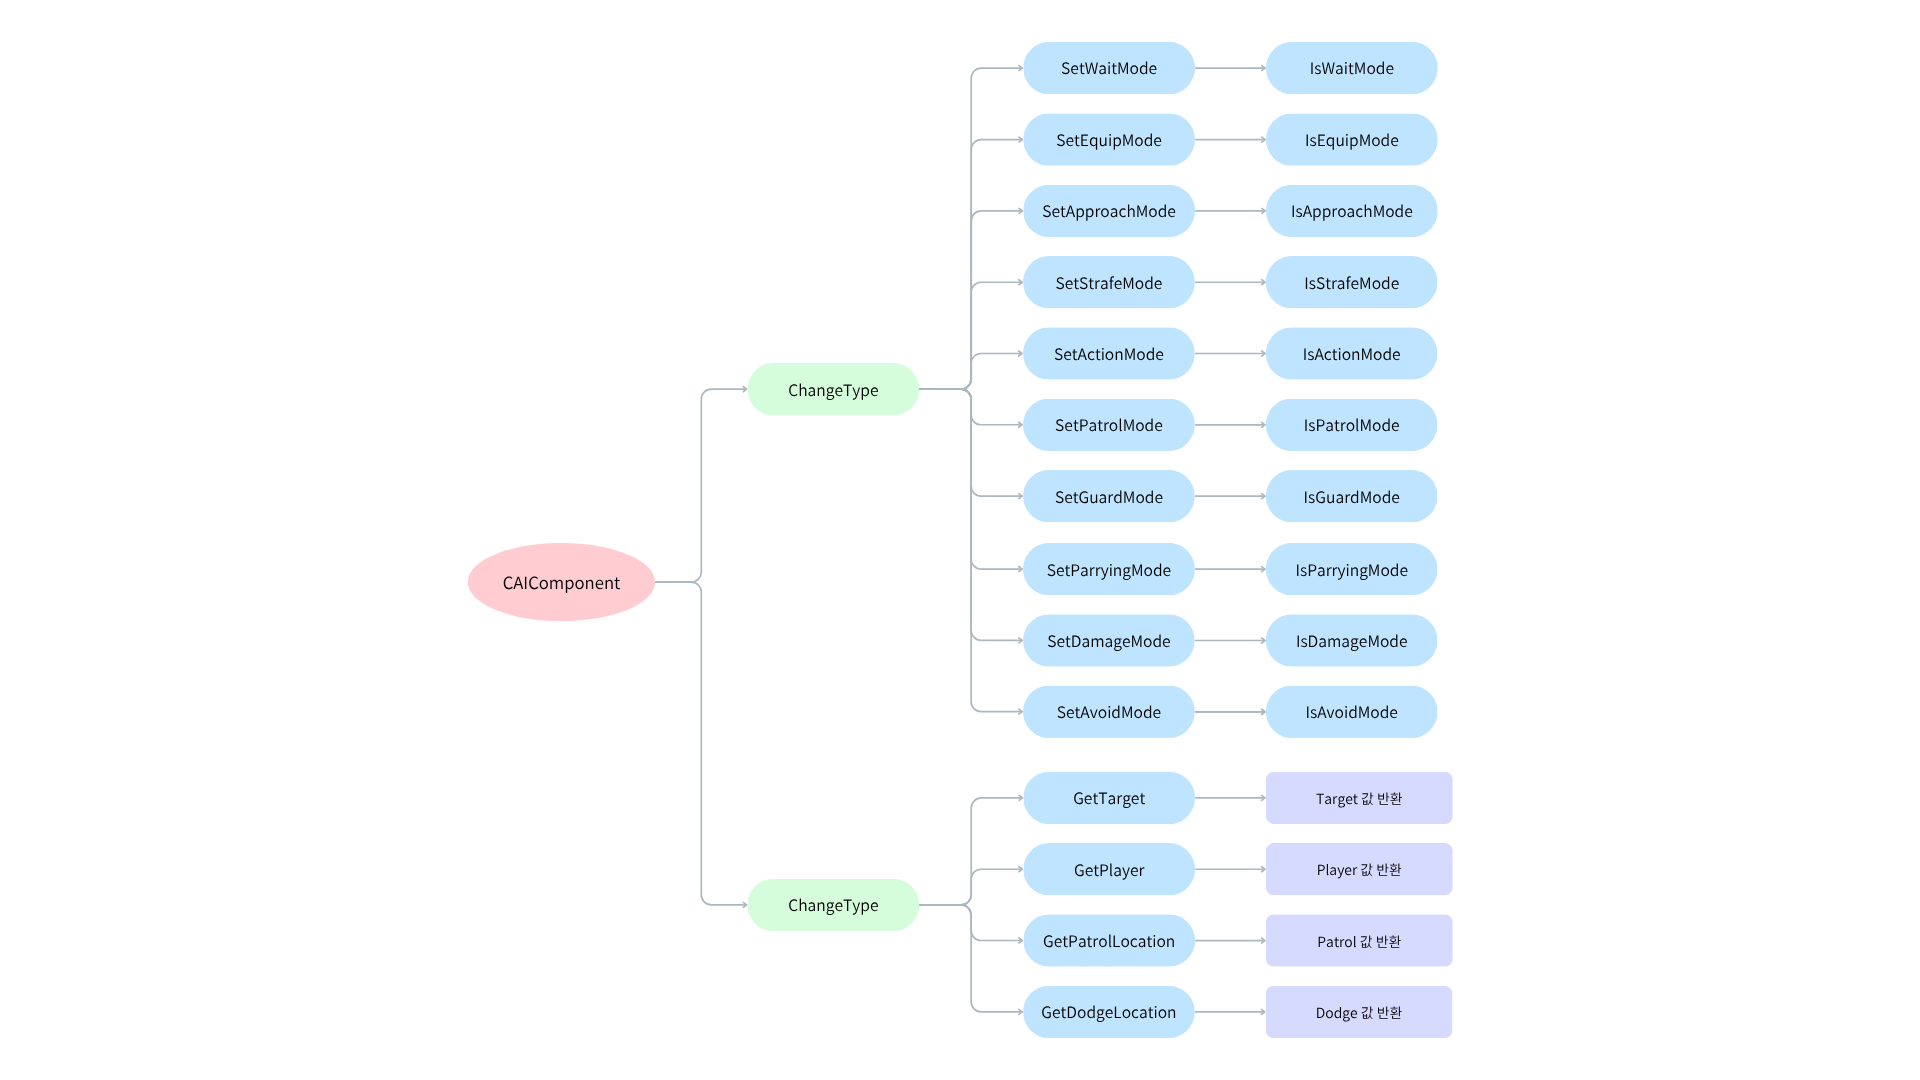 CAIComponent
ChangeType
SetWaitMode
IsWaitMode
SetEquipMode
IsEquipMode
SetApproachMode
IsApproachMode
SetStrafeMode
IsStrafeMode
SetActionMode
IsActionMode
SetPatrolMode
IsPatrolMode
SetGuardMode
IsGuardMode
SetParryingMode
IsParryingMode
SetDamageMode
IsDamageMode
SetAvoidMode
IsAvoidMode
ChangeType
GetTarget
Target 값 반환
GetPlayer
Player 값 반환
GetPatrolLocation
Patrol 값 반환
GetDodgeLocation
Dodge 값 반환